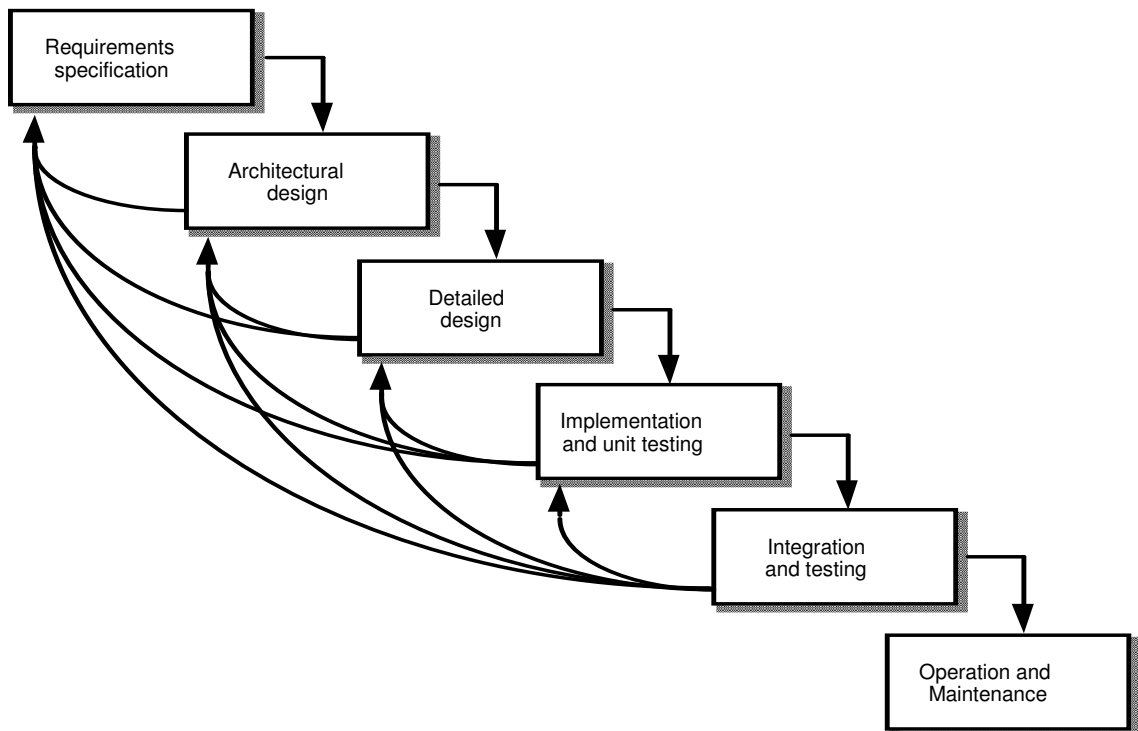 Requirements
specification
Architectural
design
Detailed
design
Implementation
and unit testing
Integration
and testing
Operation and
Maintenance